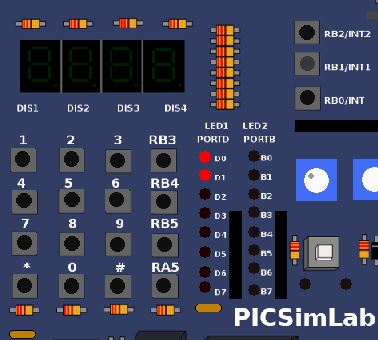 RB2/INT2
RB1/INT1
RB0/INT
DIS1 DIS2 DIS3 DIS4
LED1 LED2
PORTD PORTB
1 2 3 RB3
4 5 6 RB4
7 8 9 RB5
* 0 # RA5
D0 B0
D1 B1
D2 B2
D3 B3
D4 B4
D5 B5
D6 B6
D7 B7
PICSimLab